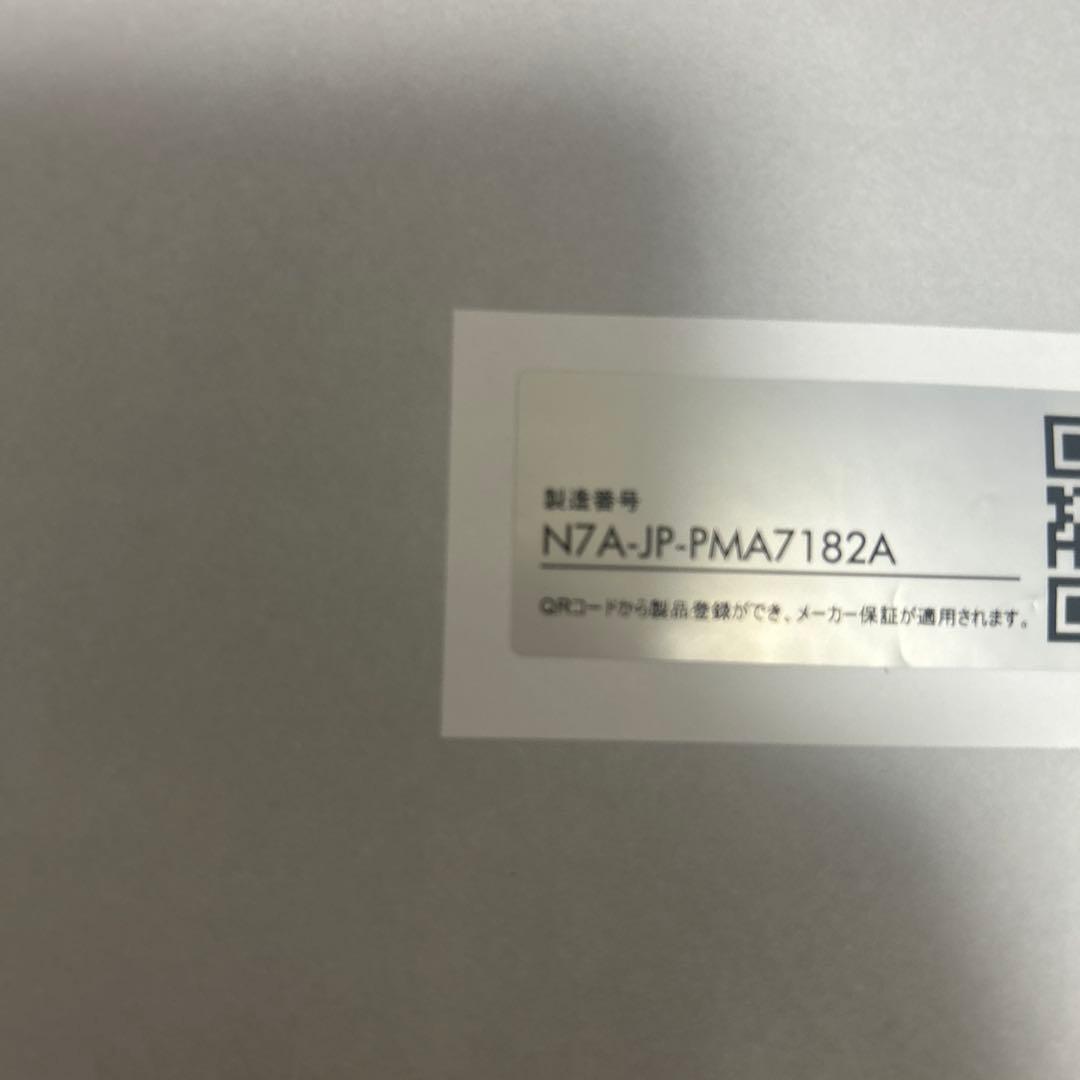 製造番号
N7A-JP-PMA7182A
QRコードから製品登録ができ、メーカー保証が適用されます。